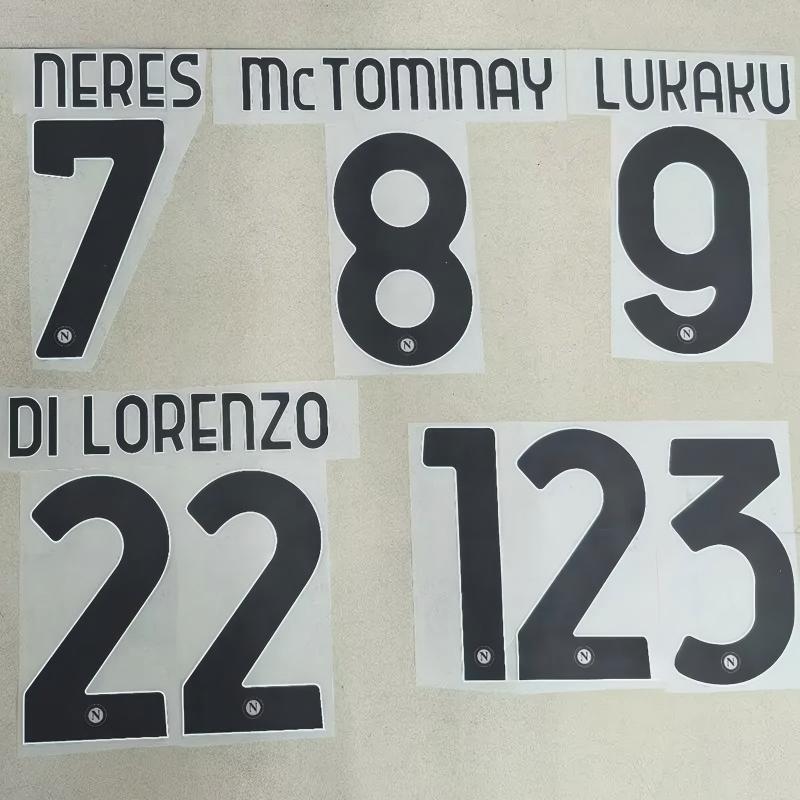 NERES
7
N
McTOMINAY
8
N
LUKAKU
9
N
DI LORENZO
22
N N
123
N N N